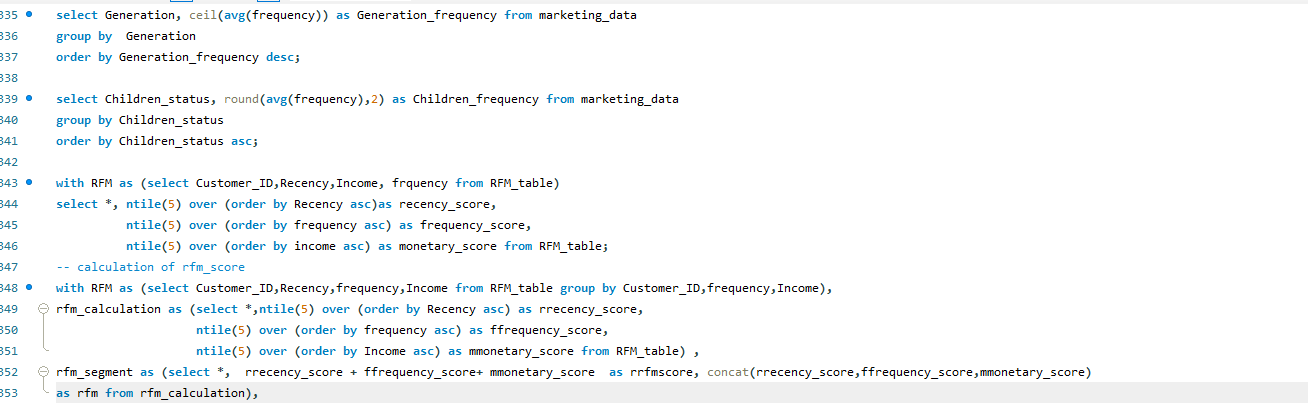 335 select Generation, ceil(avg(frequency)) as Generation_frequency from marketing_data
336 group by  Generation
337 order by Generation_frequency desc;
338
339 select Children_status, round(avg(frequency),2) as Children_frequency from marketing_data
340 group by Children_status
341 order by Children_status asc;
342
343 with RFM as (select Customer_ID,Recency,Income, frquency from RFM_table)
344 select *, ntile(5) over (order by Recency asc)as recency_score,
345 ntile(5) over (order by frequency asc) as frequency_score,
346 ntile(5) over (order by income asc) as monetary_score from RFM_table;
347 -- calculation of rfm_score
348 with RFM as (select Customer_ID,Recency,frequency,Income from RFM_table group by Customer_ID,frequency,Income),
349 rfm_calculation as (select *,ntile(5) over (order by Recency asc) as rrecency_score,
350 ntile(5) over (order by frequency asc) as ffrequency_score,
351 ntile(5) over (order by Income asc) as mmonetary_score from RFM_table) ,
352 rfm_segment as (select *,  rrecency_score + ffrequency_score+ mmonetary_score  as rrfmscore, concat(rrecency_score,ffrequency_score,mmonetary_score)
353 as rfm from rfm_calculation),